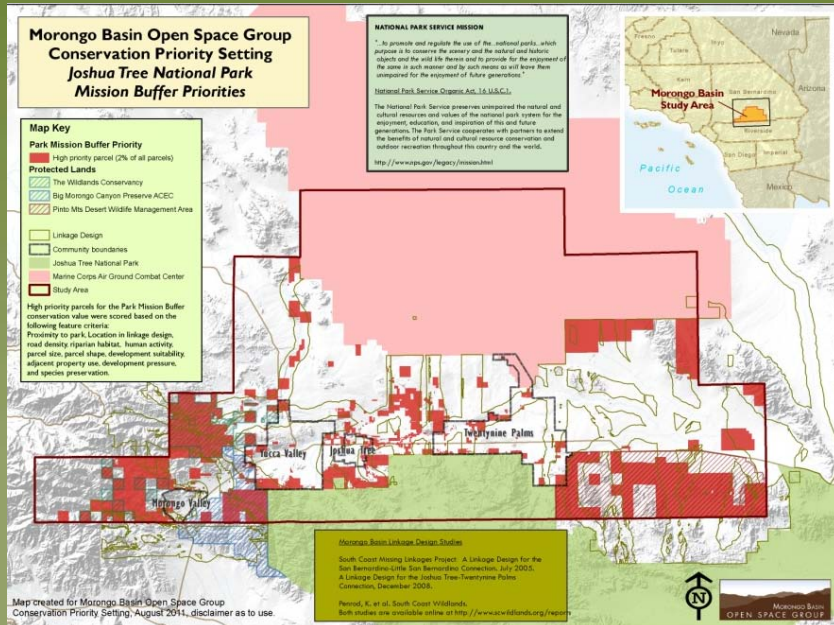 Morongo Basin Open Space Group
Conservation Priority Setting
Joshua Tree National Park
Mission Buffer Priorities
NATIONAL PARK SERVICE MISSION
"...to promote and regulate the use of the...national parks...which
purpose is to conserve the scenery and the natural and historic
objects and the wild life therein and to provide for the enjoyment of
the same in such manner and by such means as will leave them
unimpaired for the enjoyment of future generations."
National Park Service Organic Act, 16 U.S.C.1.
The National Park Service preserves unimpaired the natural and
cultural resources and values of the national park system for the
enjoyment, education, and inspiration of this and future
generations. The Park Service cooperates with partners to extend
the benefits of natural and cultural resource conservation and
outdoor recreation throughout this country and the world.
http://www.nps.gov/legacy/mission.html
Fresno
Inyo
Nevada
Tulare
Kern
San Bernardino
Arizona
Morongo Basin
Study Area
Riverside
San Diego
Imperial
Pacific
Ocean
Mexico
Map Key
Park Mission Buffer Priority
High priority parcel (2% of all parcels)
Protected Lands
The Wildlands Conservancy
Big Morongo Canyon Preserve ACEC
Pinto Mts Desert Wildlife Management Area
Linkage Design
Community boundaries
Joshua Tree National Park
Marine Corps Air Ground Combat Center
Study Area
High priority parcels for the Park Mission Buffer
conservation value were scored based on the
following feature criteria:
Proximity to park, Location in linkage design,
road density, riparian habitat, human activity,
parcel size, parcel shape, development suitability,
adjacent property use, development pressure,
and species preservation.
Yucca Valley
Joshua Tree
Twentynine Palms
Morongo Valley
Morongo Basin Linkage Design Studies
South Coast Missing Linkages Project: A Linkage Design for the
San Bernardino-Little San Bernardino Connection, July 2005.
A Linkage Design for the Joshua Tree-Twentynine Palms
Connection, December 2008.
Penrod, K. et al. South Coast Wildlands.
Both studies are available online at http://www.scwildlands.org/reports
Map created for Morongo Basin Open Space Group
Conservation Priority Setting, August 2011, disclaimer as to use.
N
MORONGO BASIN
OPEN SPACE GROUP